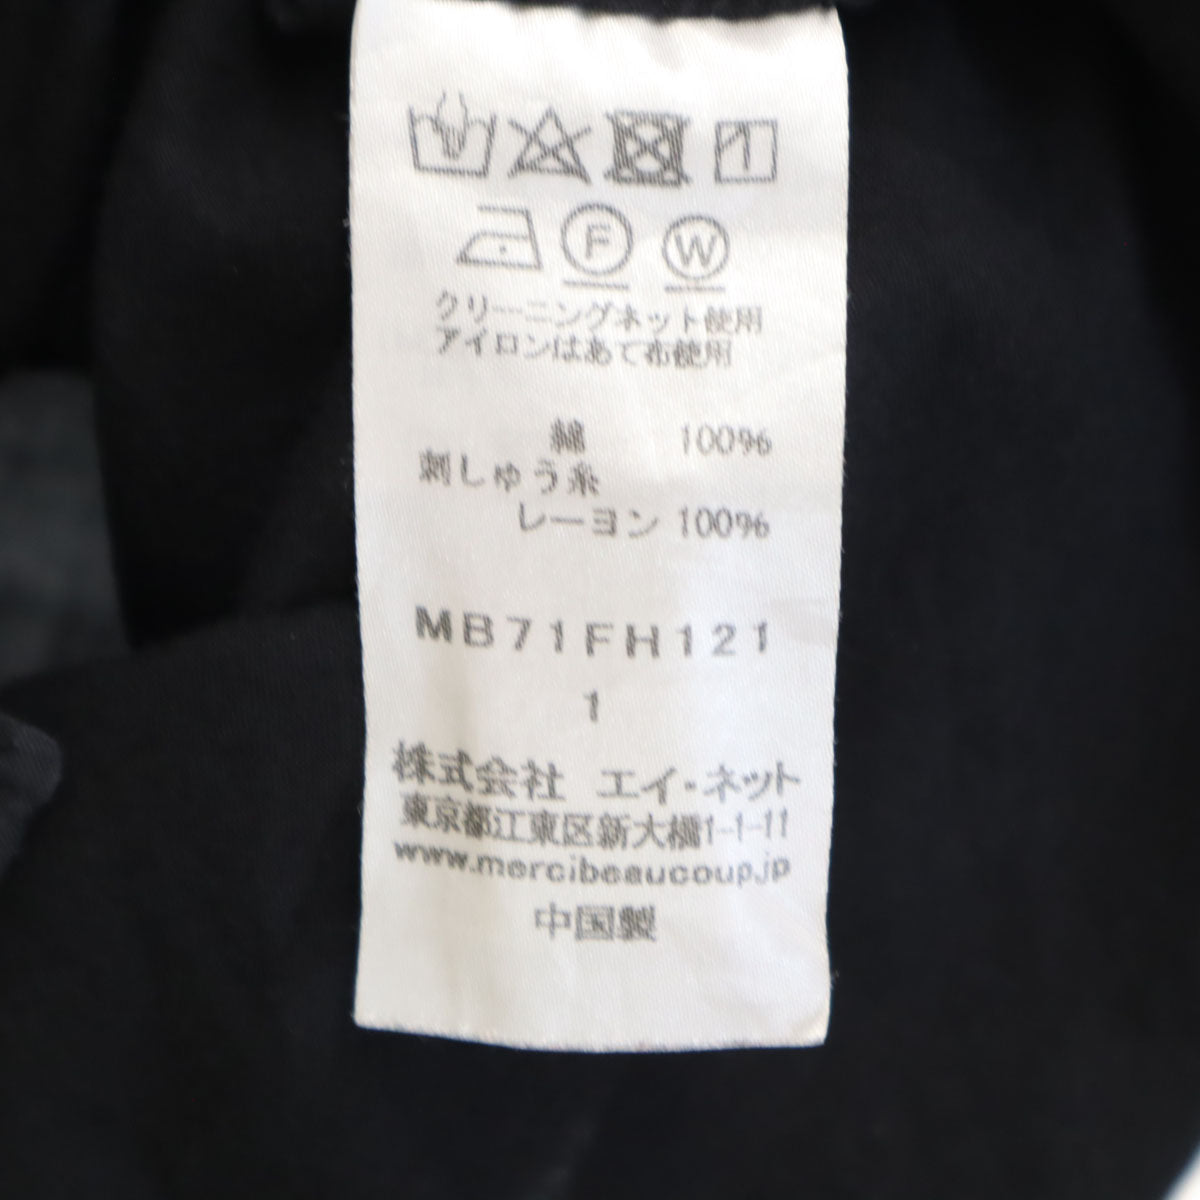 F W
クリーニングネット使用
アイロンはあて布使用
綿 100%
刺しゅう糸
レーヨン 100%
MB71FH121
1
株式会社 エイ・ネット
東京都江東区新大橋1-1-11
www.mercibeaucoup.jp
中国製